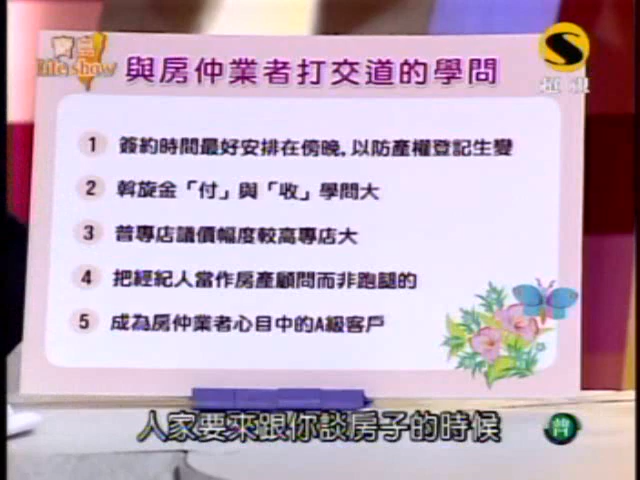 寶島
life show
與房仲業者打交道的學問
緯來
1 簽約時間最好安排在傍晚,以防產權登記生變
2 斡旋金「付」與「收」學問大
3 普專店議價幅度較高專店大
4 把經紀人當作房產顧問而非跑腿的
5 成為房仲業者心目中的A級客戶
人家要來跟你談房子的時候
普